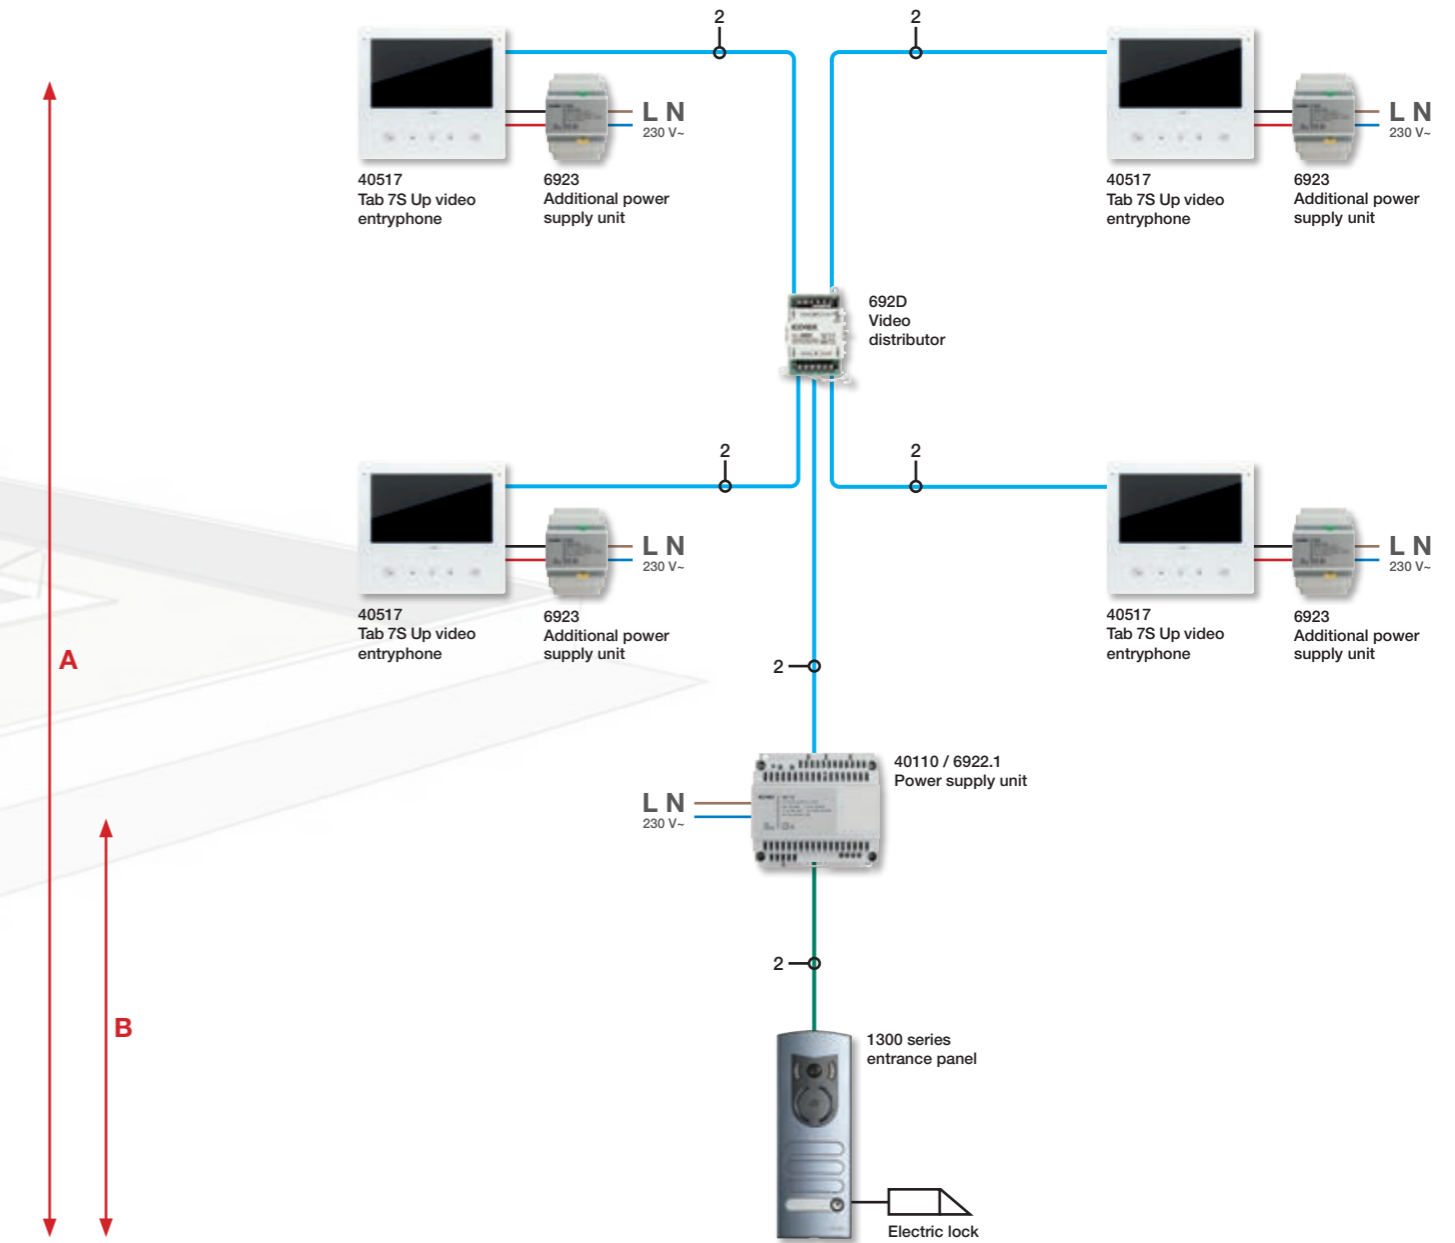 2
2
L N
230 V~
L N
230 V~
40517
Tab 7S Up video
entryphone
6923
Additional power
supply unit
40517
Tab 7S Up video
entryphone
6923
Additional power
supply unit
692D
Video
distributor
2
2
L N
230 V~
L N
230 V~
40517
Tab 7S Up video
entryphone
6923
Additional power
supply unit
40517
Tab 7S Up video
entryphone
6923
Additional power
supply unit
A
2
40110 / 6922.1
Power supply unit
L N
230 V~
B
2
1300 series
entrance panel
Electric lock